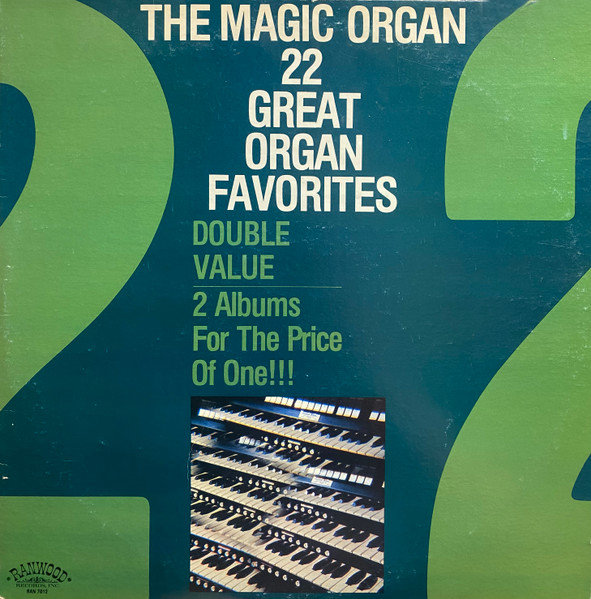 THE MAGIC ORGAN
22
GREAT
ORGAN
FAVORITES
DOUBLE
VALUE
2 Albums
For The Price
Of One!!!
22
RANWOOD
RECORDS, INC.
RAN 7012